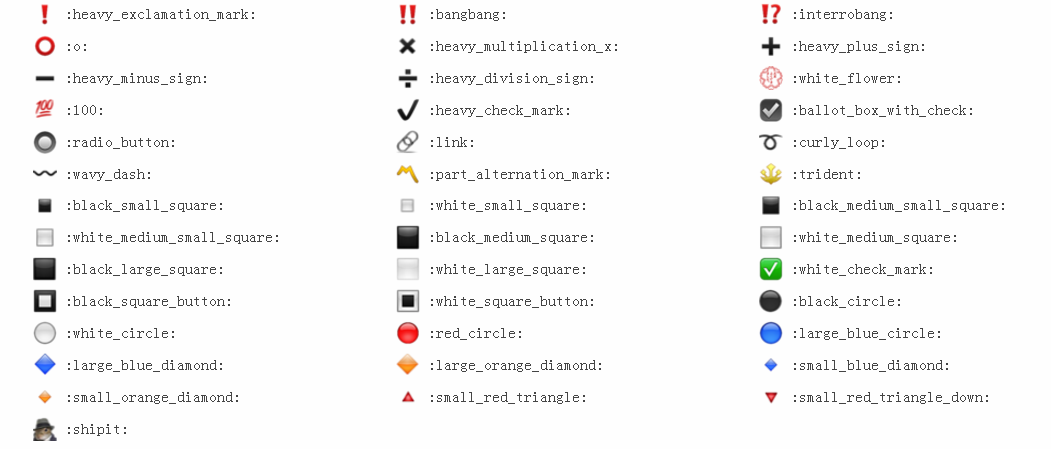 :heavy_exclamation_mark: :bangbang: :interrobang:
:o: :heavy_multiplication_x: :heavy_plus_sign:
:heavy_minus_sign: :heavy_division_sign: :white_flower:
:100: :heavy_check_mark: :ballot_box_with_check:
:radio_button: :link: :curly_loop:
:wavy_dash: :part_alternation_mark: :trident:
:black_small_square: :white_small_square: :black_medium_small_square:
:white_medium_small_square: :black_medium_square: :white_medium_square:
:black_large_square: :white_large_square: :white_check_mark:
:black_square_button: :white_square_button: :black_circle:
:white_circle: :red_circle: :large_blue_circle:
:large_blue_diamond: :large_orange_diamond: :small_blue_diamond:
:small_orange_diamond: :small_red_triangle: :small_red_triangle_down:
:shipit: